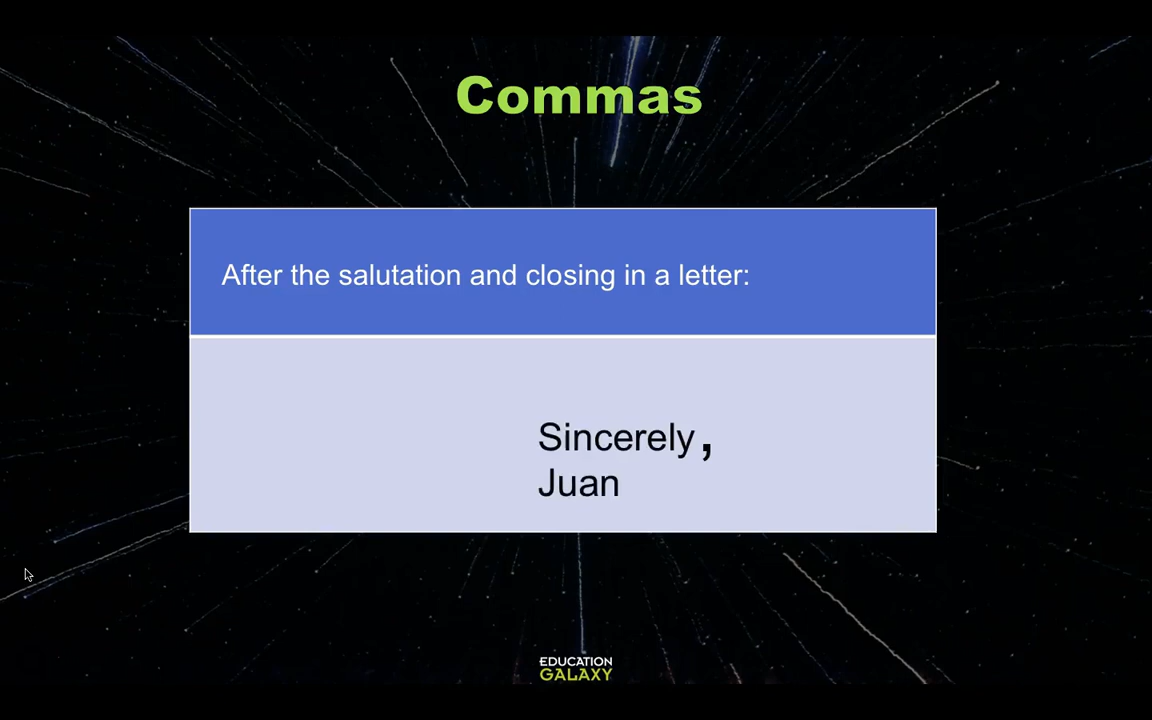 Commas
After the salutation and closing in a letter:
Sincerely,
Juan
EDUCATION
GALAXY